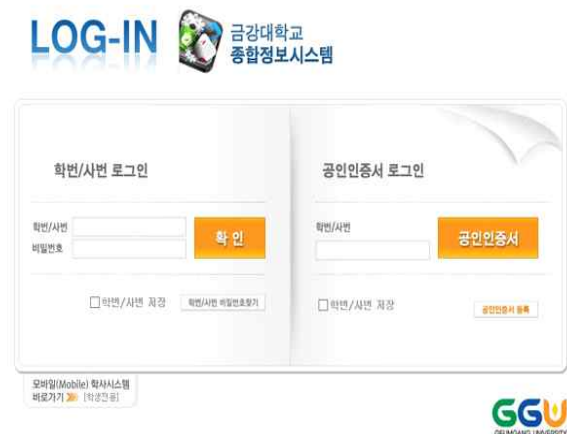 LOG-IN
금강대학교
종합정보시스템
학번/사번 로그인
학번/사번
비밀번호
확 인
학번/사번 저장
학번/사번 비밀번호찾기
공인인증서 로그인
학번/사번
공인인증서
학번/사번 저장
공인인증서 등록
모바일(Mobile) 학사시스템
바로가기 [학생전용]
GGU
GEUMGANG UNIVERSITY